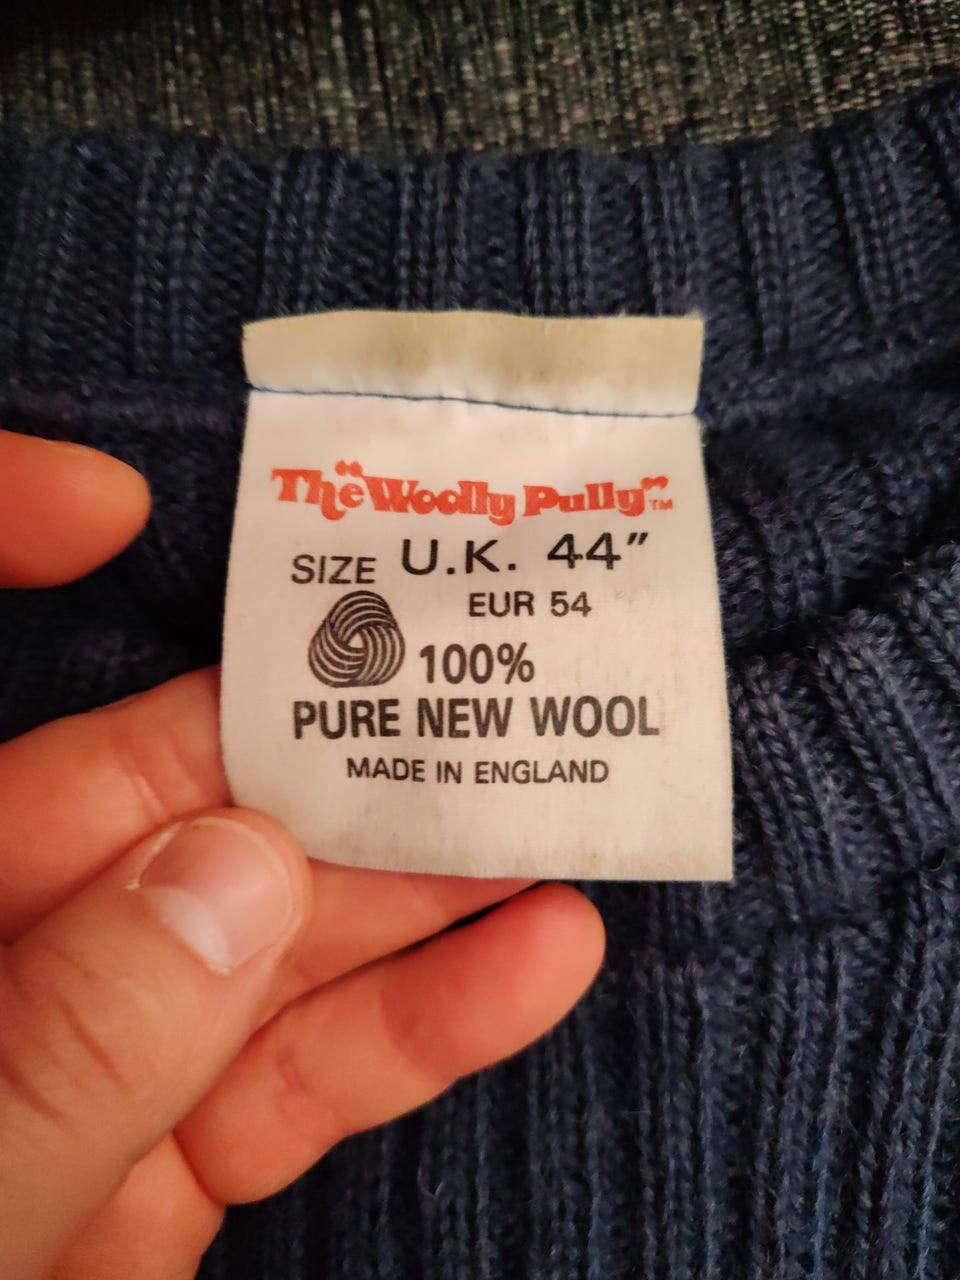 The "Woolly Pully"™
SIZE U.K. 44"
EUR 54
100%
PURE NEW WOOL
MADE IN ENGLAND